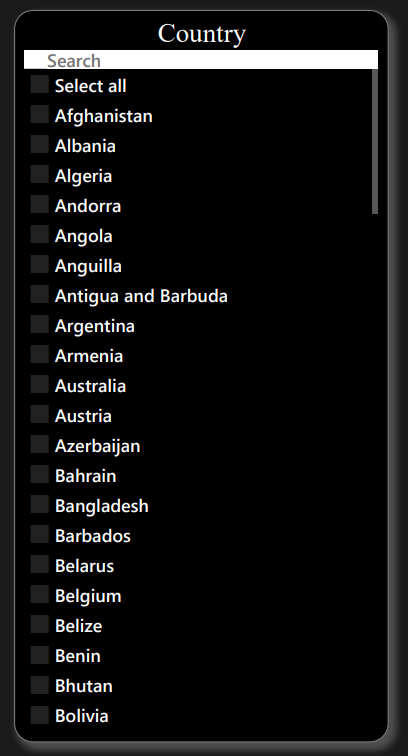 Country
Search
Select all
Afghanistan
Albania
Algeria
Andorra
Angola
Anguilla
Antigua and Barbuda
Argentina
Armenia
Australia
Austria
Azerbaijan
Bahrain
Bangladesh
Barbados
Belarus
Belgium
Belize
Benin
Bhutan
Bolivia